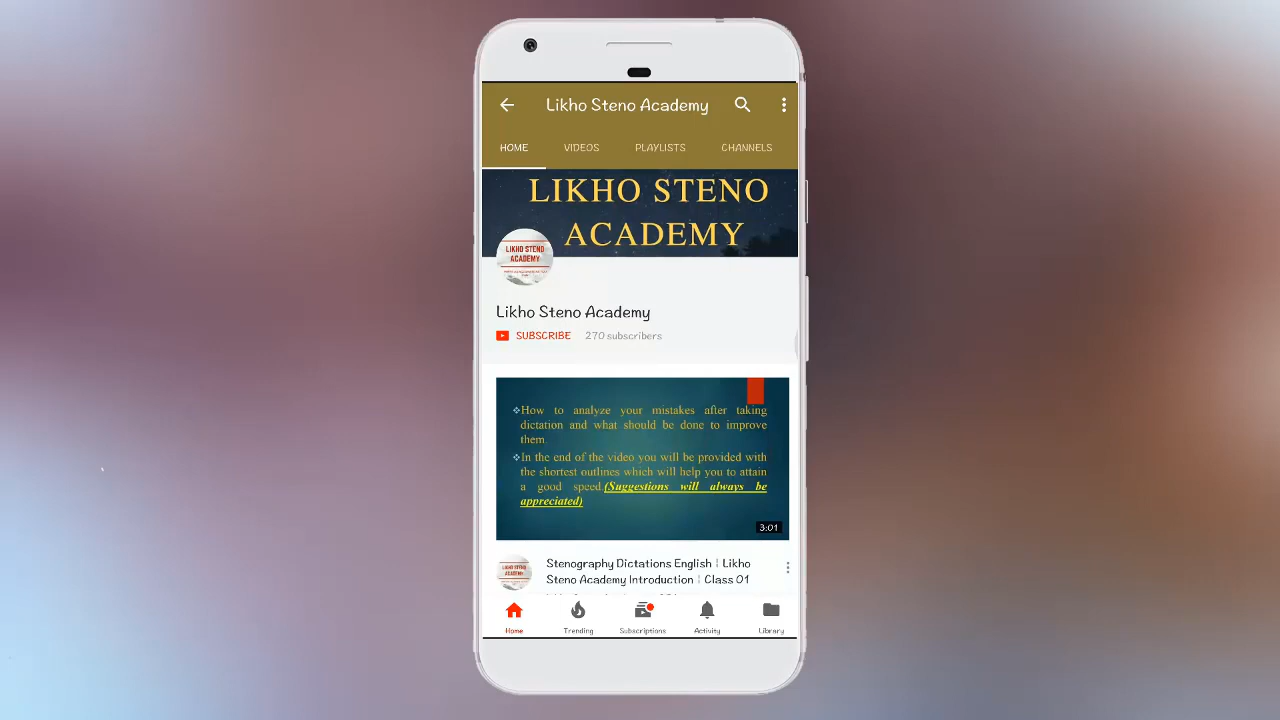 Likho Steno Academy
HOME VIDEOS PLAYLISTS CHANNELS
LIKHO STENO
ACADEMY
LIKHO STENO
ACADEMY
Likho Steno Academy
SUBSCRIBE 270 subscribers
❖How to analyze your mistakes after taking
dictation and what should be done to improve
them.
❖In the end of the video you will be provided with
the shortest outlines which will help you to attain
a good speed.(Suggestions will always be
appreciated)
3:01
Stenography Dictations English | Likho
Steno Academy Introduction | Class 01
Home Trending Subscriptions Activity Library